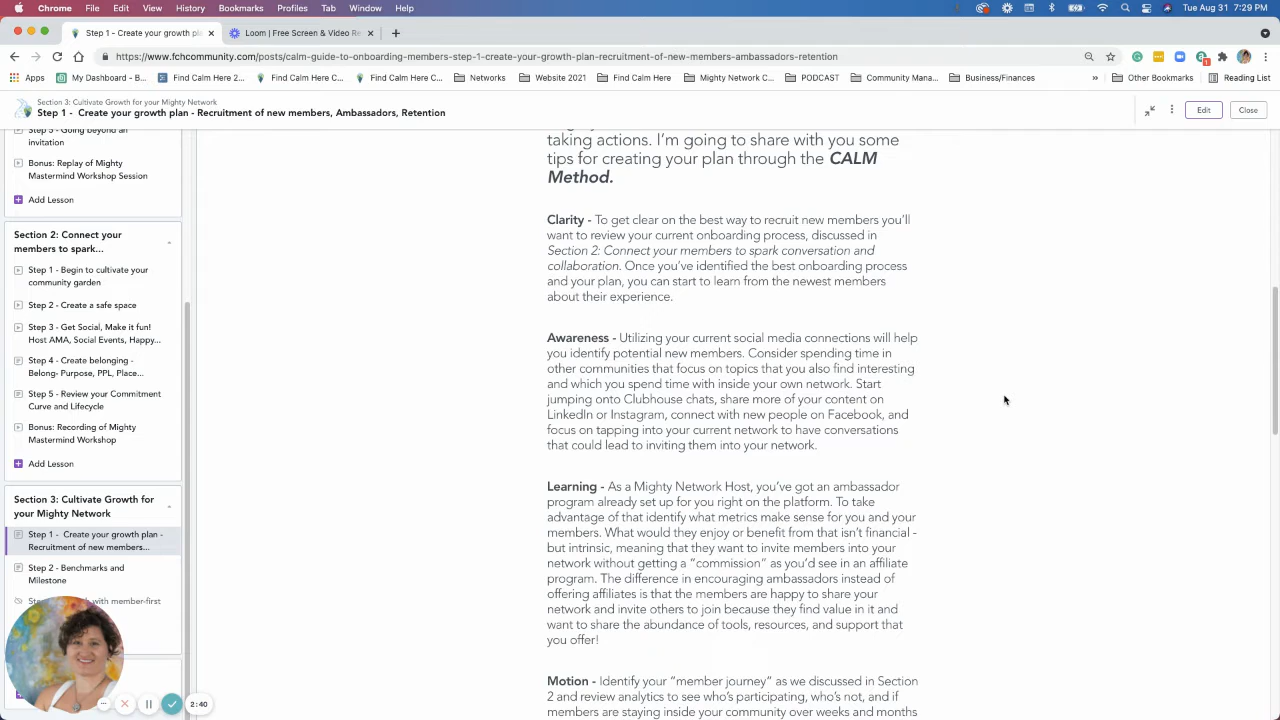 Chrome File Edit View History Bookmarks Profiles Tab Window Help
Tue Aug 31 7:29 PM
Step 1 - Create your growth pl
Loom | Free Screen & Video Re
https://www.fchcommunity.com/posts/calm-guide-to-onboarding-members-step-1-create-your-growth-plan-recruitment-of-new-members-ambassadors-retention
Apps
My Dashboard - B...
Find Calm Here 2...
Find Calm Here C...
Find Calm Here C...
Networks
Website 2021
Find Calm Here
Mighty Network C...
PODCAST
Community Mana...
Business/Finances
»
Other Bookmarks
Reading List
Section 3: Cultivate Growth for your Mighty Network
Step 1 - Create your growth plan - Recruitment of new members, Ambassadors, Retention
Edit
Close
Step 5 - Going beyond an
invitation
Bonus: Replay of Mighty
Mastermind Workshop Session
Add Lesson
Section 2: Connect your
members to spark...
Step 1 - Begin to cultivate your
community garden
Step 2 - Create a safe space
Step 3 - Get Social, Make it fun!
Host AMA, Social Events, Happy...
Step 4 - Create belonging -
Belong- Purpose, PPL, Place...
Step 5 - Review your Commitment
Curve and Lifecycle
Bonus: Recording of Mighty
Mastermind Workshop
Add Lesson
Section 3: Cultivate Growth for
your Mighty Network
Step 1 - Create your growth plan -
Recruitment of new members...
Step 2 - Benchmarks and
Milestone
with member-first
2:40
taking actions. I'm going to share with you some
tips for creating your plan through the CALM
Method.
Clarity - To get clear on the best way to recruit new members you'll
want to review your current onboarding process, discussed in
Section 2: Connect your members to spark conversation and
collaboration. Once you've identified the best onboarding process
and your plan, you can start to learn from the newest members
about their experience.
Awareness - Utilizing your current social media connections will help
you identify potential new members. Consider spending time in
other communities that focus on topics that you also find interesting
and which you spend time with inside your own network. Start
jumping onto Clubhouse chats, share more of your content on
LinkedIn or Instagram, connect with new people on Facebook, and
focus on tapping into your current network to have conversations
that could lead to inviting them into your network.
Learning - As a Mighty Network Host, you've got an ambassador
program already set up for you right on the platform. To take
advantage of that identify what metrics make sense for you and your
members. What would they enjoy or benefit from that isn't financial -
but intrinsic, meaning that they want to invite members into your
network without getting a "commission" as you'd see in an affiliate
program. The difference in encouraging ambassadors instead of
offering affiliates is that the members are happy to share your
network and invite others to join because they find value in it and
want to share the abundance of tools, resources, and support that
you offer!
Motion - Identify your "member journey" as we discussed in Section
2 and review analytics to see who's participating, who's not, and if
members are staying inside your community over weeks and months